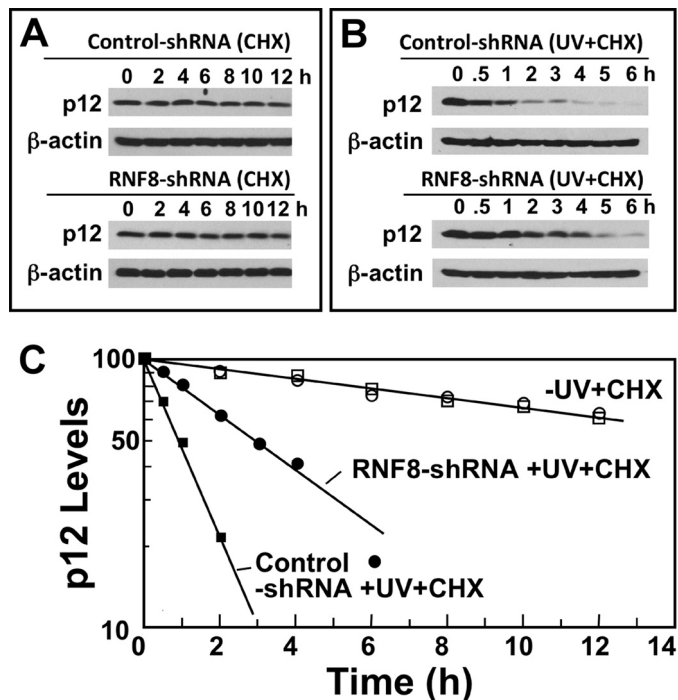 A
Control-shRNA (CHX)
0 2 4 6 8 10 12 h
p12
β-actin
RNF8-shRNA (CHX)
0 2 4 6 8 10 12 h
p12
β-actin
B
Control-shRNA (UV+CHX)
0 .5 1 2 3 4 5 6 h
p12
β-actin
RNF8-shRNA (UV+CHX)
0 .5 1 2 3 4 5 6 h
p12
β-actin
C
100
50
10
p12 Levels
-UV+CHX
RNF8-shRNA +UV+CHX
Control
-shRNA +UV+CHX
0 2 4 6 8 10 12 14
Time (h)